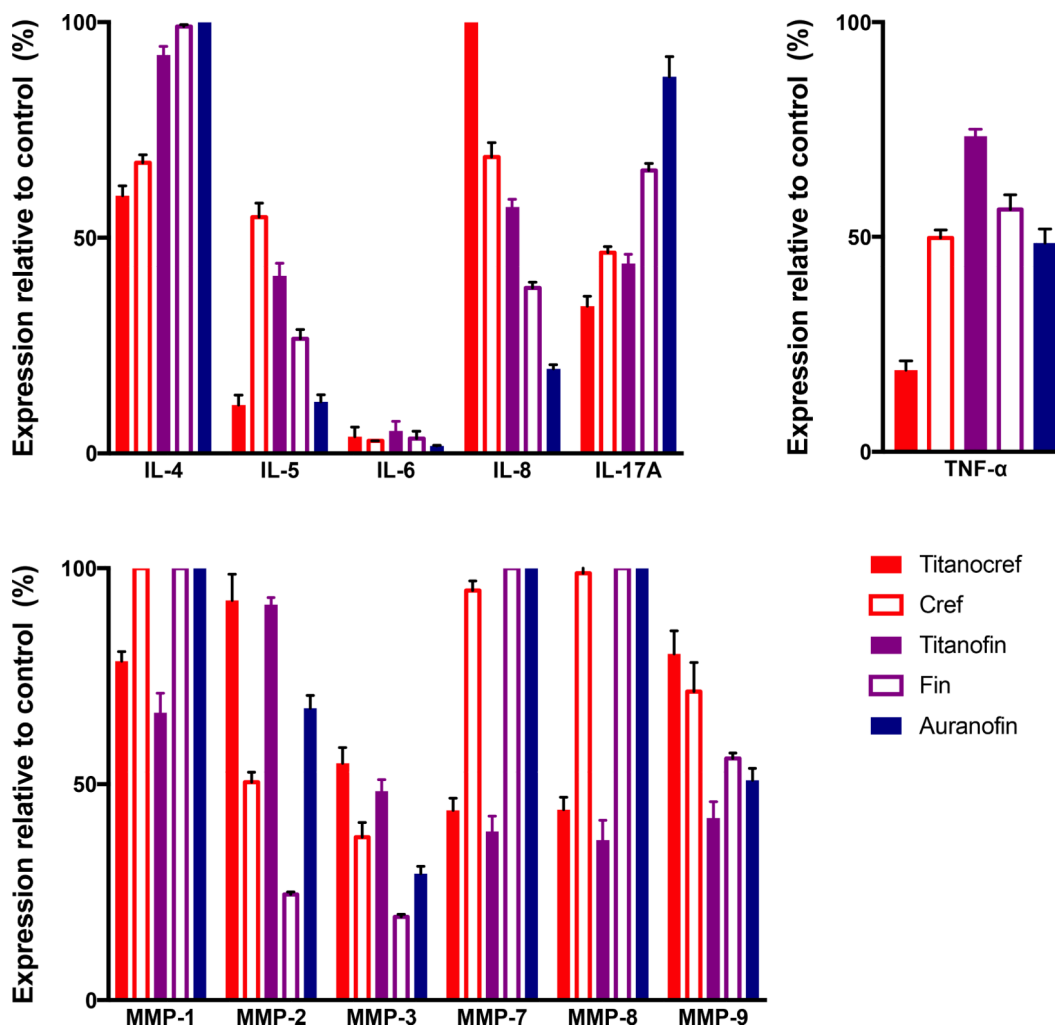 Expression relative to control (%)
100
50
0
IL-4 IL-5 IL-6 IL-8 IL-17A
Expression relative to control (%)
100
50
0
TNF-α
Expression relative to control (%)
100
50
0
MMP-1 MMP-2 MMP-3 MMP-7 MMP-8 MMP-9
Titanocref
Cref
Titanofin
Fin
Auranofin